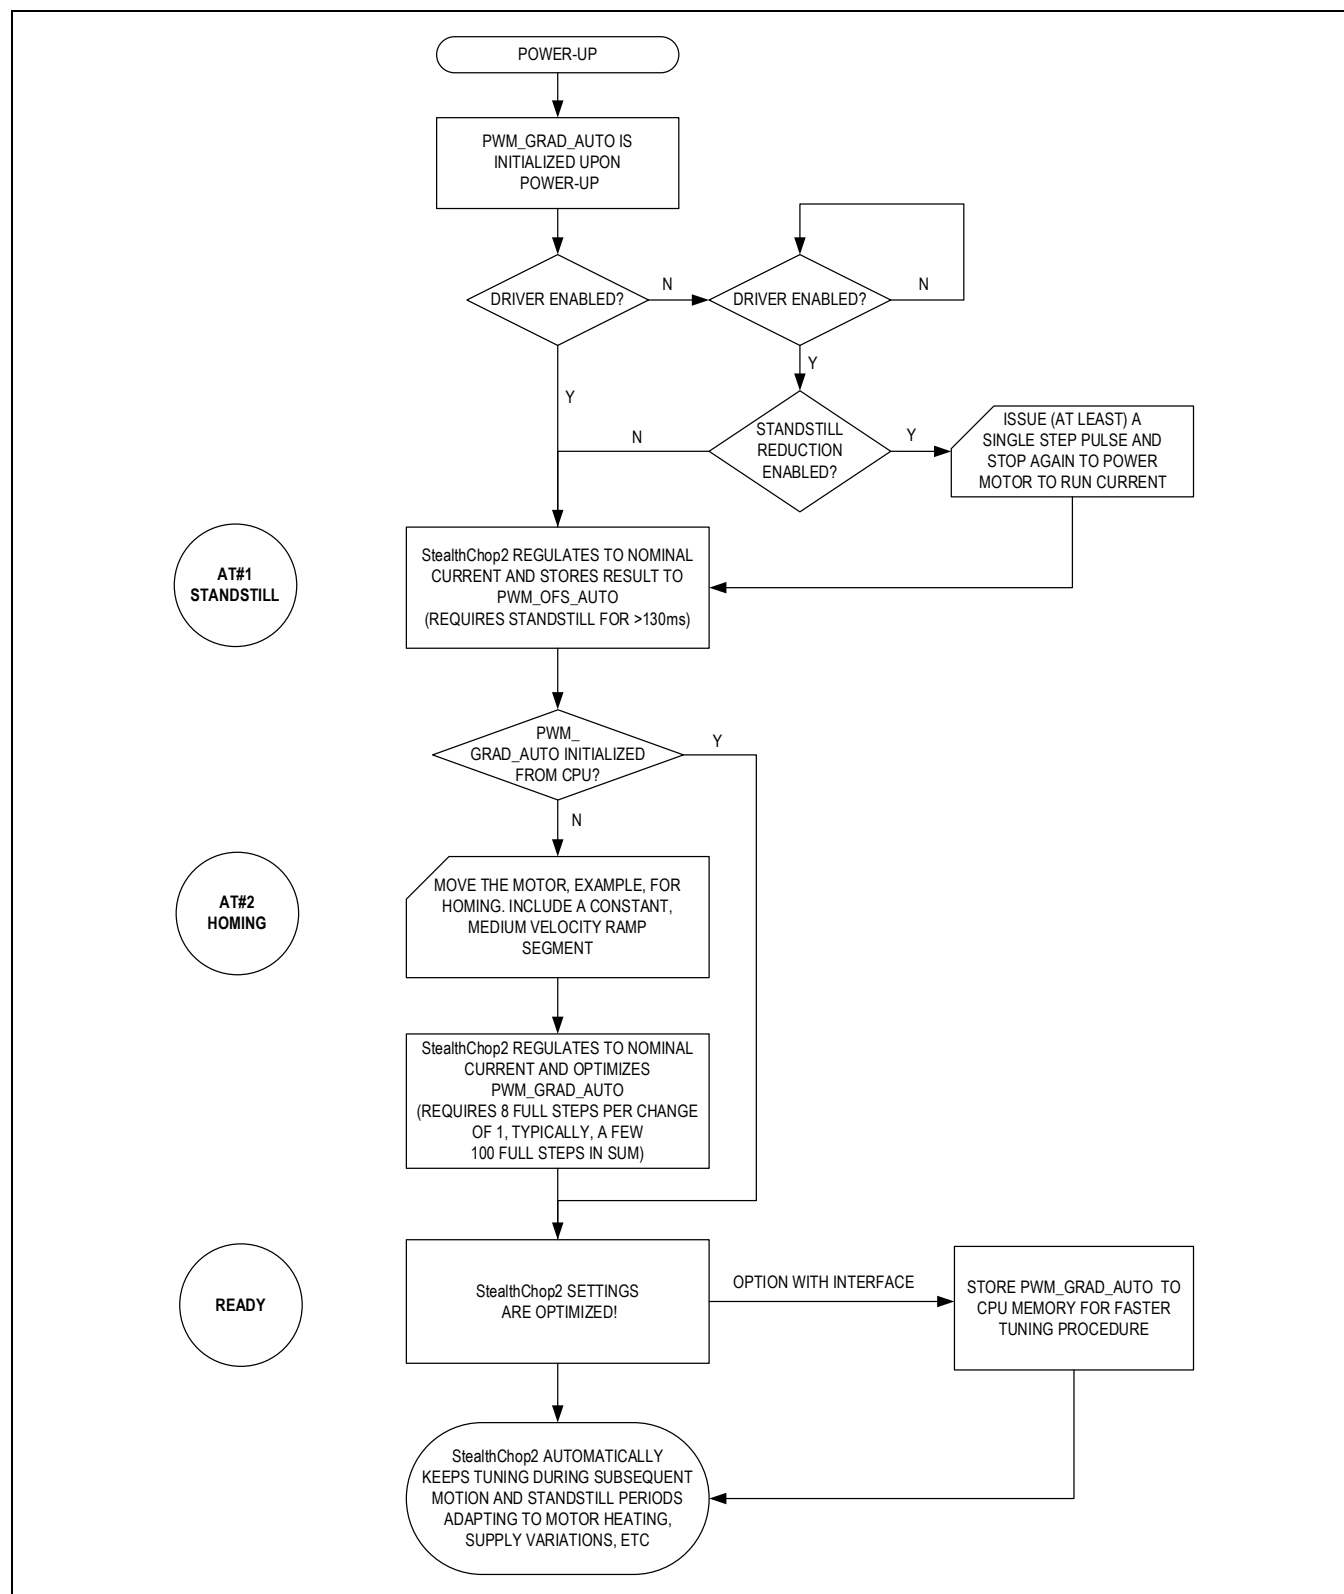 POWER-UP
PWM_GRAD_AUTO IS
INITIALIZED UPON
POWER-UP
DRIVER ENABLED?
N
DRIVER ENABLED?
N
Y
Y
STANDSTILL
REDUCTION
ENABLED?
N
Y
ISSUE (AT LEAST) A
SINGLE STEP PULSE AND
STOP AGAIN TO POWER
MOTOR TO RUN CURRENT
AT#1
STANDSTILL
StealthChop2 REGULATES TO NOMINAL
CURRENT AND STORES RESULT TO
PWM_OFS_AUTO
(REQUIRES STANDSTILL FOR >130ms)
PWM_
GRAD_AUTO INITIALIZED
FROM CPU?
Y
N
AT#2
HOMING
MOVE THE MOTOR, EXAMPLE, FOR
HOMING. INCLUDE A CONSTANT,
MEDIUM VELOCITY RAMP
SEGMENT
StealthChop2 REGULATES TO NOMINAL
CURRENT AND OPTIMIZES
PWM_GRAD_AUTO
(REQUIRES 8 FULL STEPS PER CHANGE
OF 1, TYPICALLY, A FEW
100 FULL STEPS IN SUM)
READY
StealthChop2 SETTINGS
ARE OPTIMIZED!
OPTION WITH INTERFACE
STORE PWM_GRAD_AUTO TO
CPU MEMORY FOR FASTER
TUNING PROCEDURE
StealthChop2 AUTOMATICALLY
KEEPS TUNING DURING SUBSEQUENT
MOTION AND STANDSTILL PERIODS
ADAPTING TO MOTOR HEATING,
SUPPLY VARIATIONS, ETC